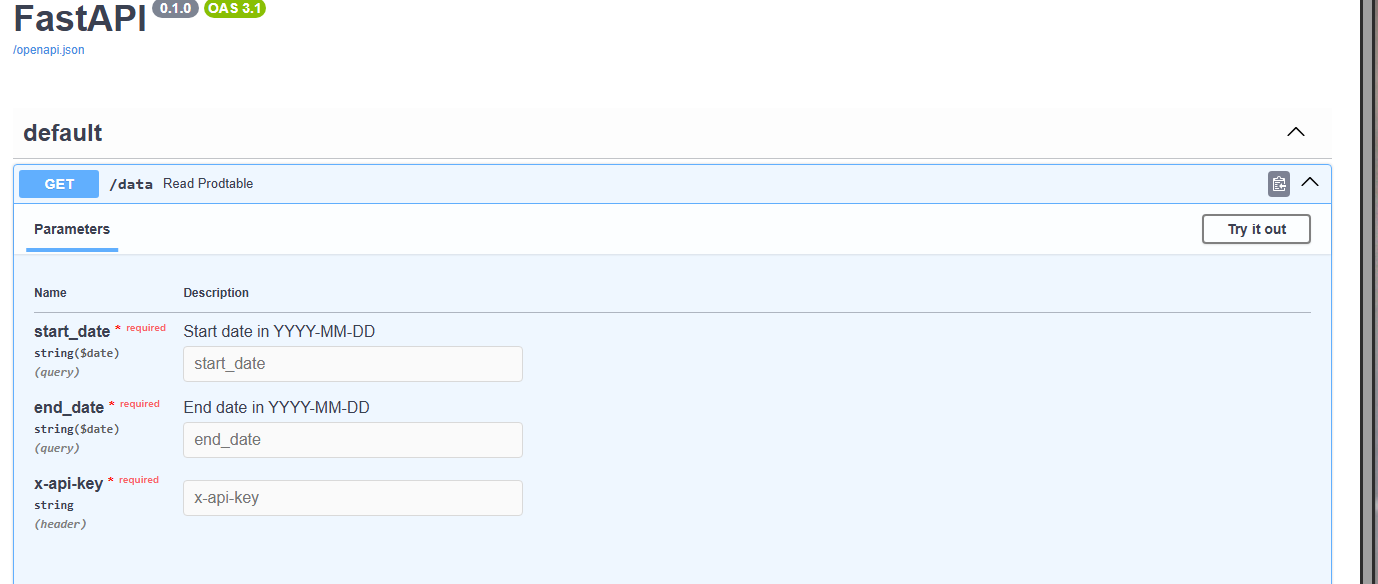 FastAPI 0.1.0 OAS 3.1
/openapi.json
default
GET /data Read Prodtable
Parameters Try it out
Name Description
start_date * required Start date in YYYY-MM-DD
string($date) start_date
(query)
end_date * required End date in YYYY-MM-DD
string($date) end_date
(query)
x-api-key * required
string x-api-key
(header)